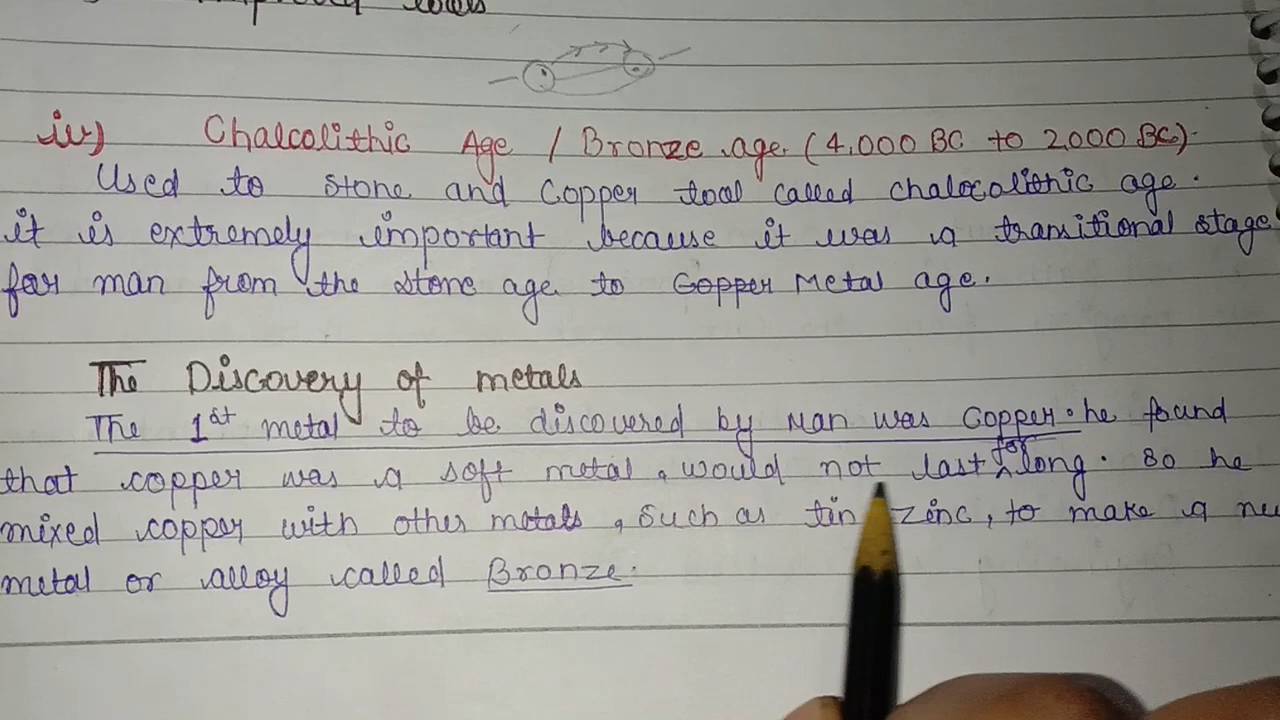 tools
iv) Chalcolithic Age / Bronze age (4,000 BC to 2000 BC)-
Used to stone and copper tool called chalocolithic age.
it is extremely important because it was a transitional stage
for man from the stone age to Copper Metal age.
The Discovery of metals
The 1st metal to be discovered by Man was Copper. he found
that copper was a soft metal, would not last for long. so he
mixed copper with other metals, such as tin zinc, to make a
metal or alloy called Bronze.